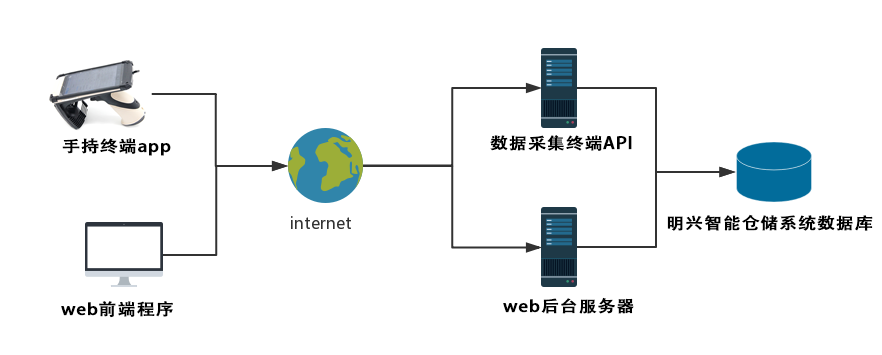 手持终端app
web前端程序
internet
数据采集终端API
web后台服务器
明兴智能仓储系统数据库